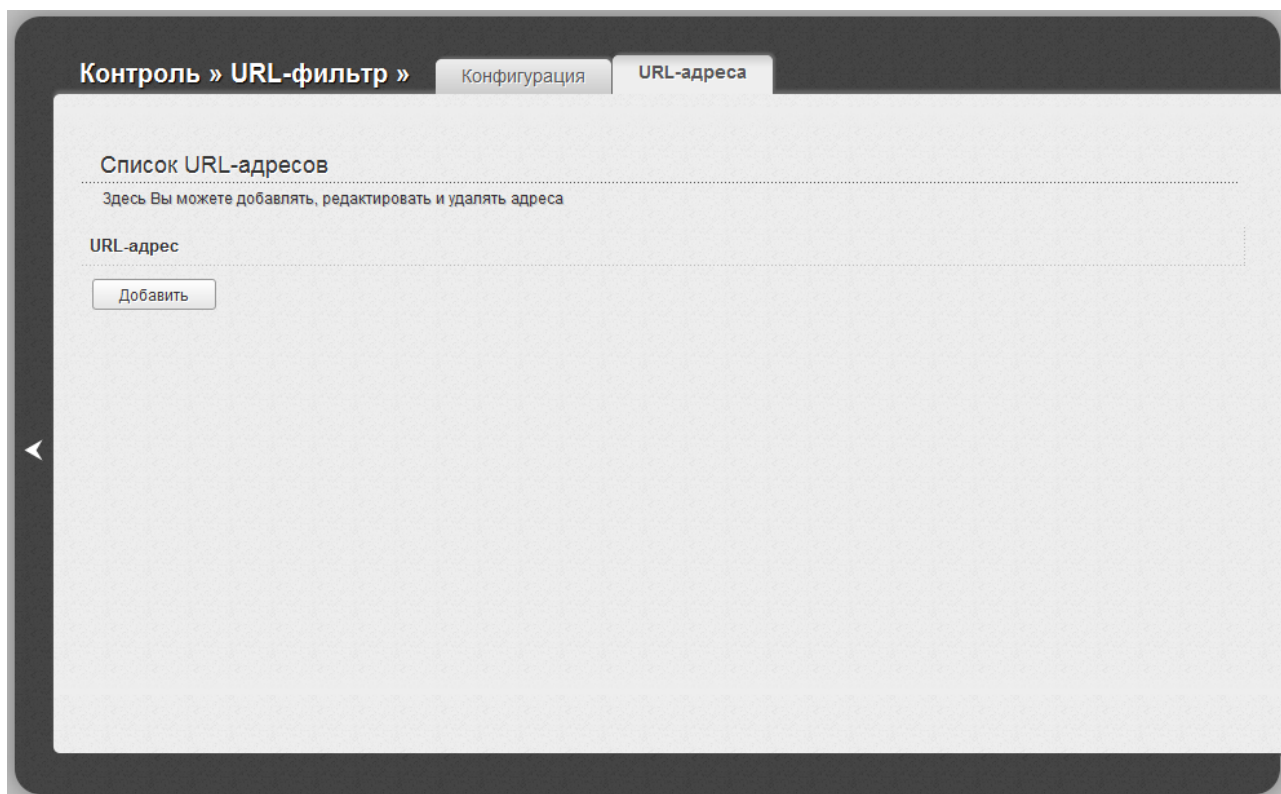 Контроль » URL-фильтр » Конфигурация URL-адреса
Список URL-адресов
Здесь Вы можете добавлять, редактировать и удалять адреса
URL-адрес
Добавить